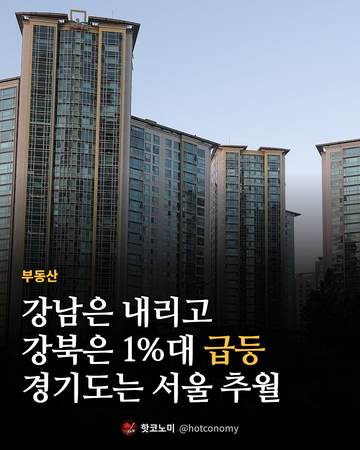 부동산
강남은 내리고
강북은 1%대 급등
경기도는 서울 추월
핫코노미 @hotconomy